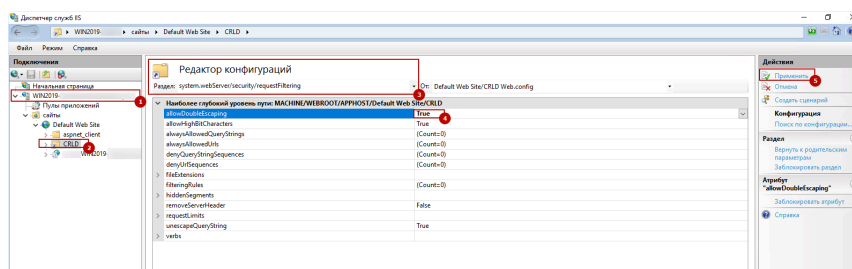 Диспетчер служб IIS
WIN2019- сайты Default Web Site CRLD
Файл Режим Справка
Подключения
Начальная страница
WIN2019-
Пулы приложений
сайты
Default Web Site
aspnet_client
CRLD
WIN2019
1
2
Редактор конфигураций
Раздел: system.webServer/security/requestFiltering От: Default Web Site/CRLD Web.config
3
Наиболее глубокий уровень пути: MACHINE/WEBROOT/APPHOST/Default Web Site/CRLD
allowDoubleEscaping True
4
allowHighBitCharacters True
alwaysAllowedQueryStrings (Count=0)
alwaysAllowedUrls (Count=0)
denyQueryStringSequences (Count=0)
denyUrlSequences (Count=0)
fileExtensions
filteringRules (Count=0)
hiddenSegments
removeServerHeader False
requestLimits
unescapeQueryString True
verbs
Действия
Применить
5
Отмена
Создать сценарий
Конфигурация
Поиск по конфигурации...
Раздел
Вернуть к родительским
параметрам
Заблокировать раздел
Атрибут
"allowDoubleEscaping"
Заблокировать атрибут
Справка